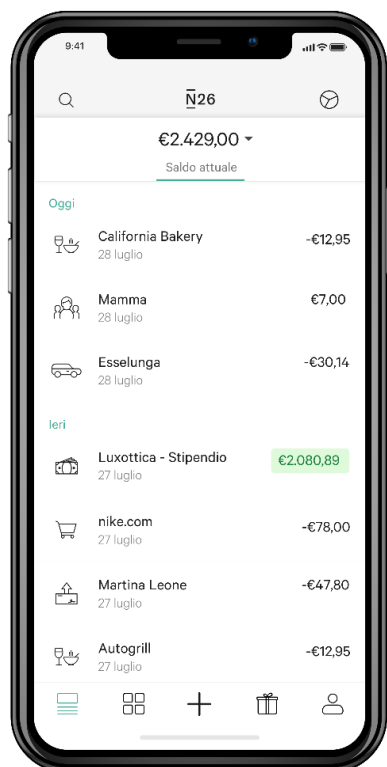 9:41
N26
€2.429,00
Saldo attuale
Oggi
California Bakery
-€12,95
28 luglio
Mamma
€7,00
28 luglio
Esselunga
-€30,14
28 luglio
Ieri
Luxottica - Stipendio
€2.080,89
27 luglio
nike.com
-€78,00
27 luglio
Martina Leone
-€47,80
27 luglio
Autogrill
-€12,95
27 luglio